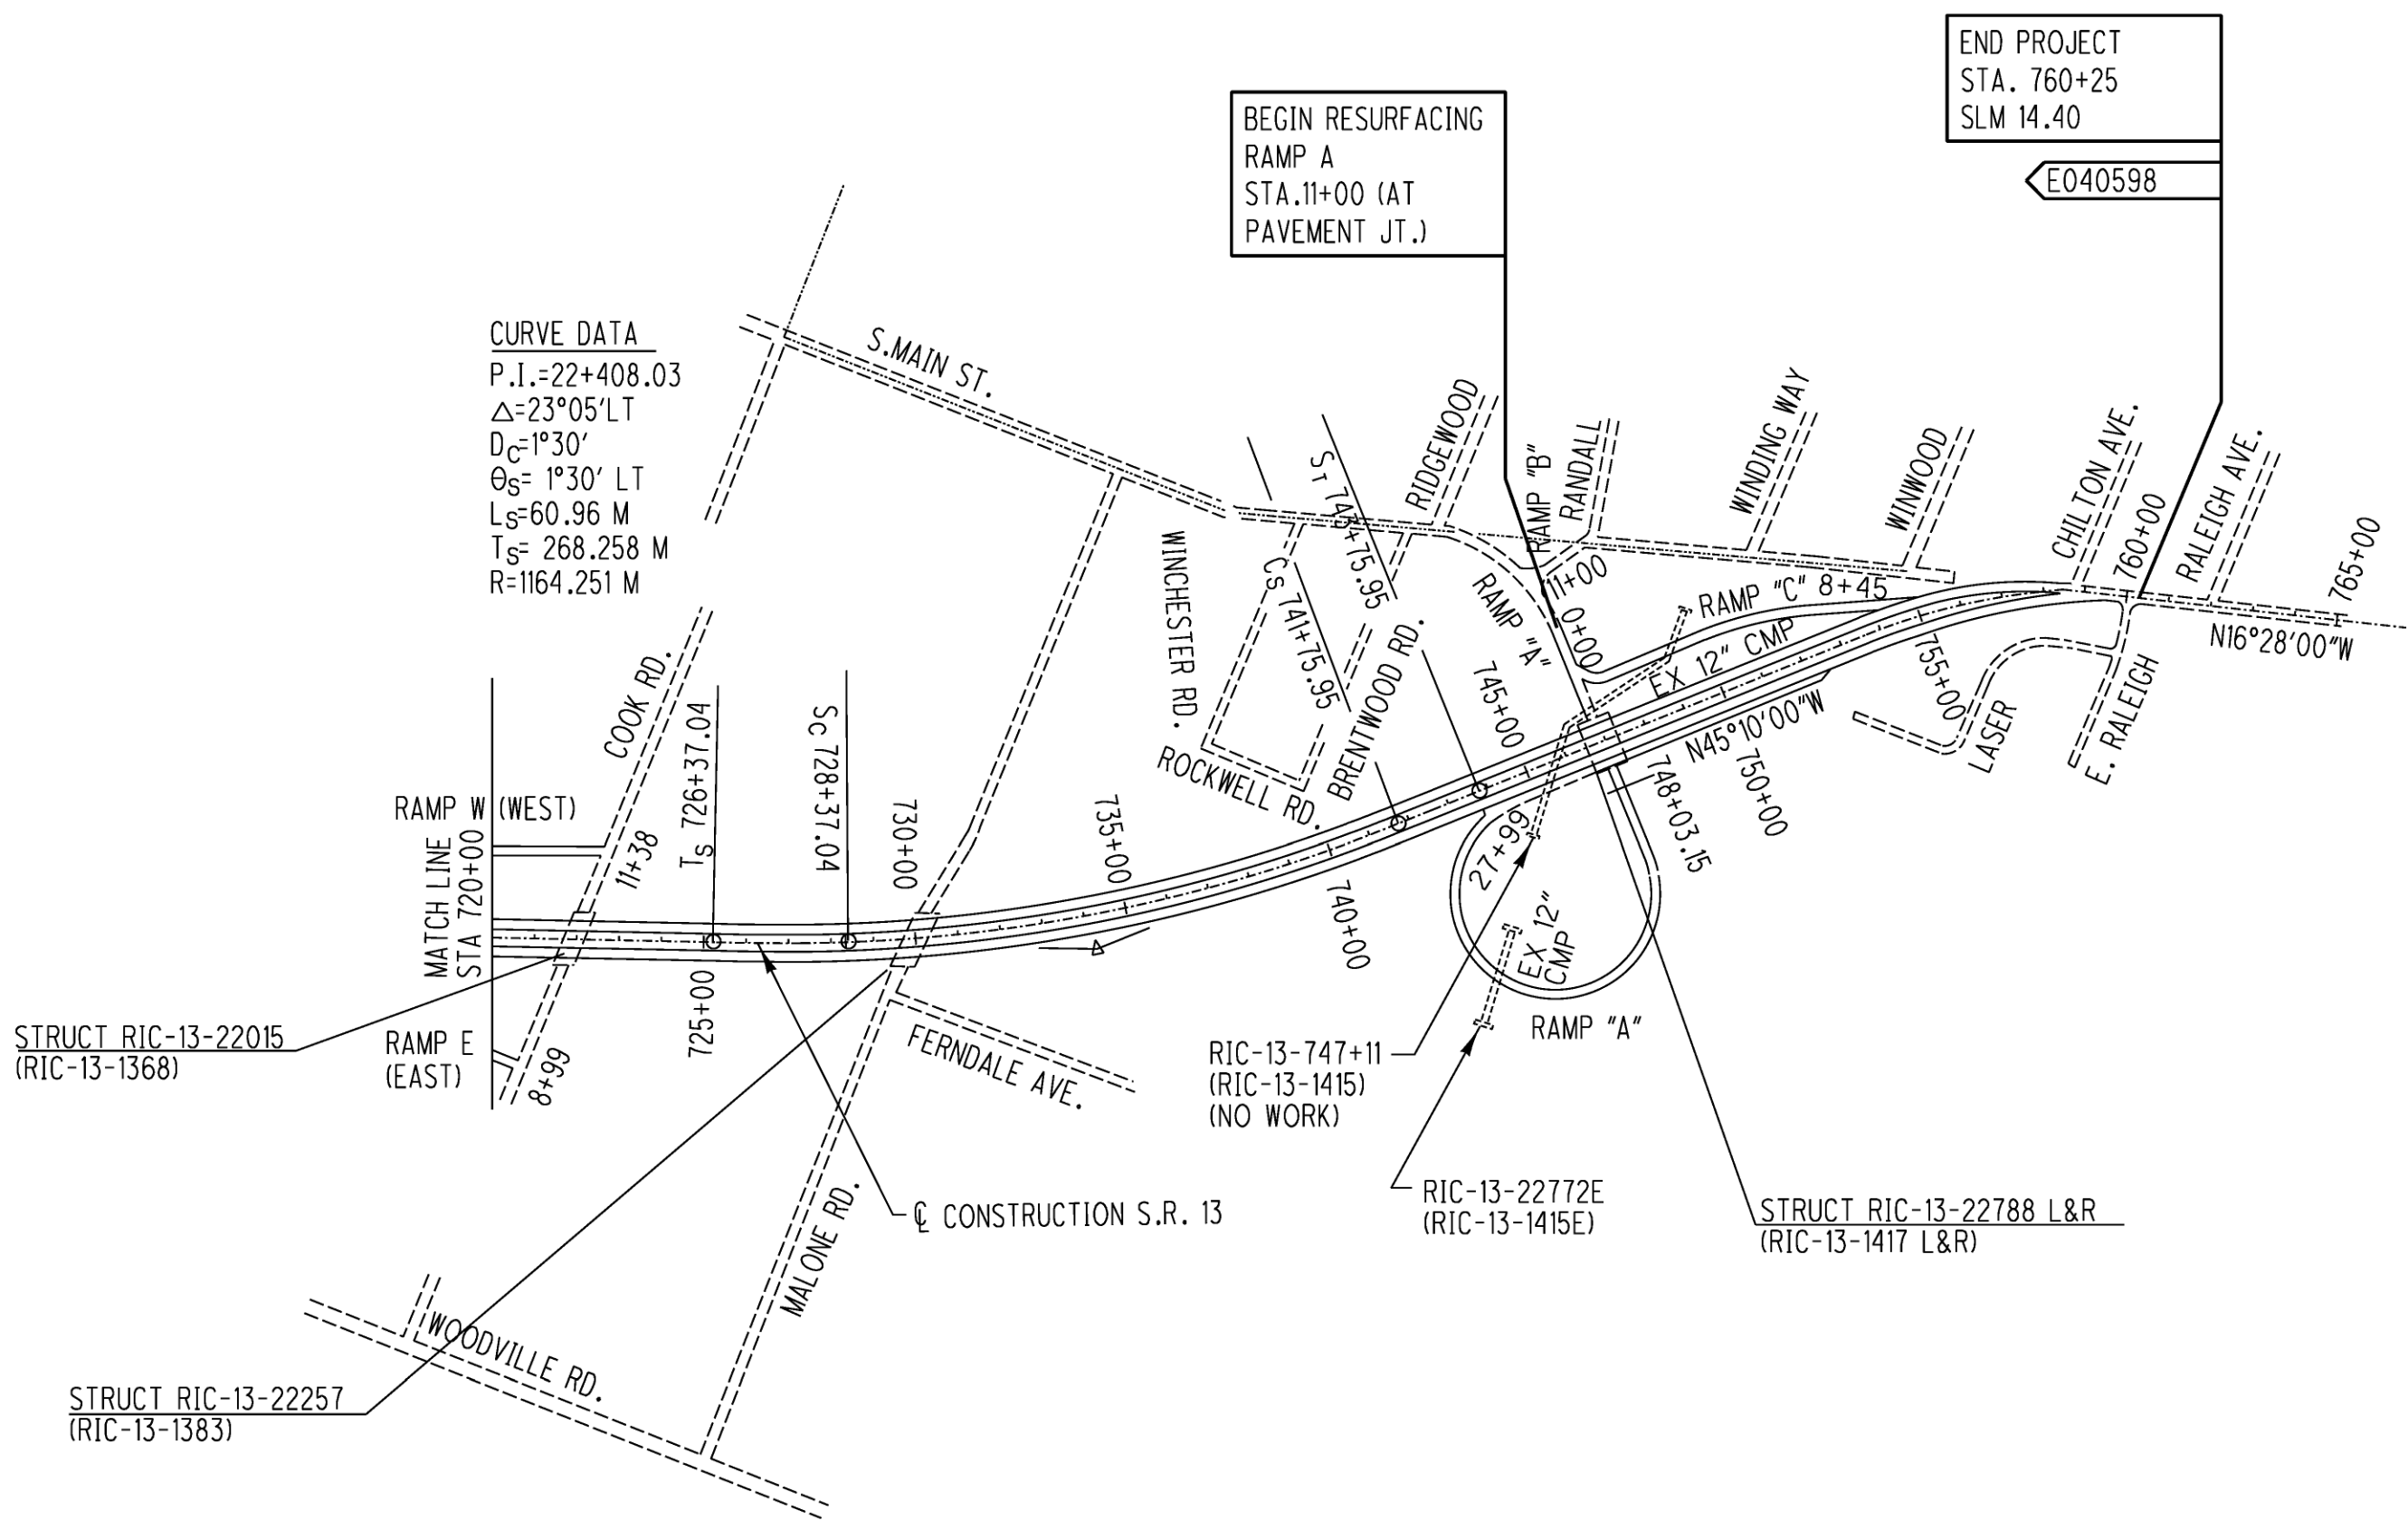 END PROJECT
STA. 760+25
SLM 14.40
E040598
BEGIN RESURFACING
RAMP A
STA.11+00 (AT
PAVEMENT JT.)
CURVE DATA
P.I.=22+408.03
△=23°05'LT
DC=1°30'
θS= 1°30' LT
LS=60.96 M
TS= 268.258 M
R=1164.251 M
S.MAIN ST.
RIDGEWOOD
RAMP "B"
RANDALL
WINDING WAY
WINWOOD
CHILTON AVE.
760+00
RALEIGH AVE.
765+00
N16°28'00"W
ST 743+75.95
CS 741+75.95
WINCHESTER RD.
ROCKWELL RD.
BRENTWOOD RD.
RAMP "A"
11+00
0+00
RAMP "C" 8+45
EX 12" CMP
745+00
N45°10'00"W
748+03.15
750+00
755+00
LASER
E. RALEIGH
COOK RD.
TS 726+37.04
SC 728+37.04
730+00
735+00
740+00
27+99
EX 12"
CMP
RAMP "A"
RAMP W (WEST)
MATCH LINE
STA 720+00
11+38
725+00
RAMP E
(EAST)
8+99
FERNDALE AVE.
STRUCT RIC-13-22015
(RIC-13-1368)
RIC-13-747+11
(RIC-13-1415)
(NO WORK)
RIC-13-22772E
(RIC-13-1415E)
STRUCT RIC-13-22788 L&R
(RIC-13-1417 L&R)
℄ CONSTRUCTION S.R. 13
MALONE RD.
WOODVILLE RD.
STRUCT RIC-13-22257
(RIC-13-1383)